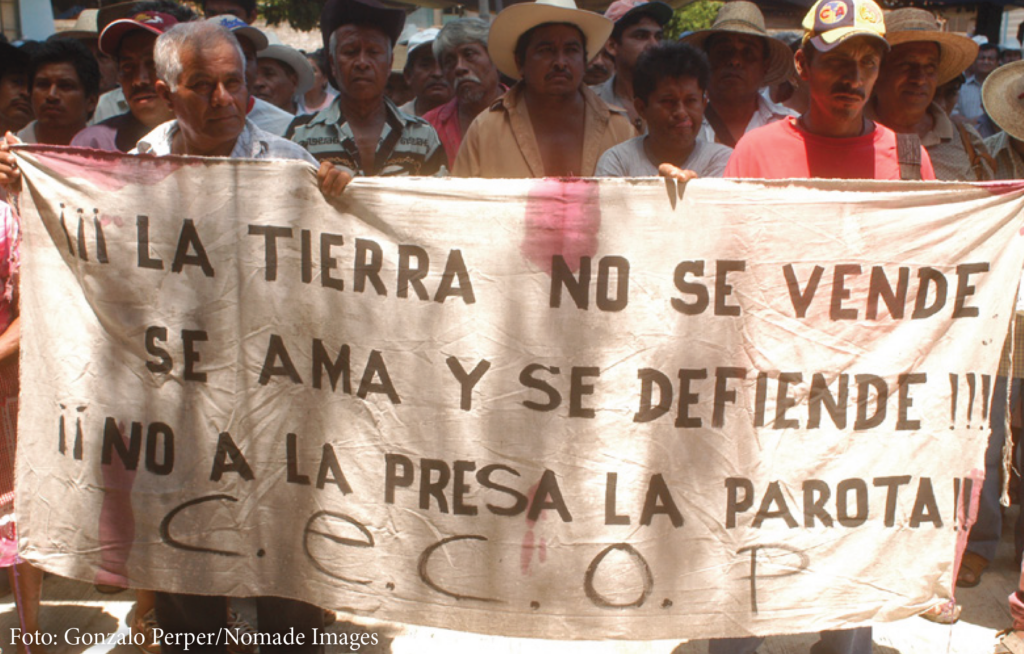 ¡¡¡ LA TIERRA NO SE VENDE
SE AMA Y SE DEFIENDE !!!
¡¡ NO A LA PRESA LA PAROTA!!
C.e.C.O.P
Foto: Gonzalo Perper/Nomade Images